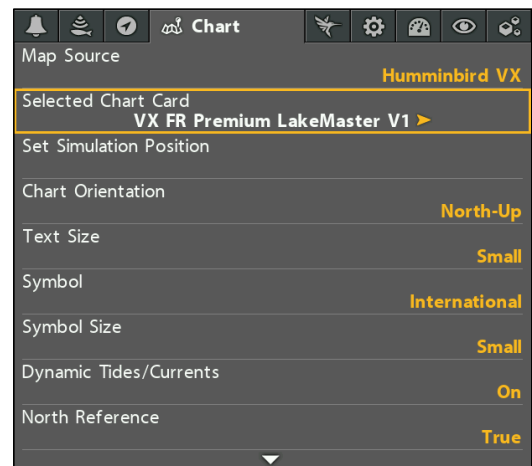 Chart
Map Source
Humminbird VX
Selected Chart Card
VX FR Premium LakeMaster V1
Set Simulation Position
Chart Orientation
North-Up
Text Size
Small
Symbol
International
Symbol Size
Small
Dynamic Tides/Currents
On
North Reference
True